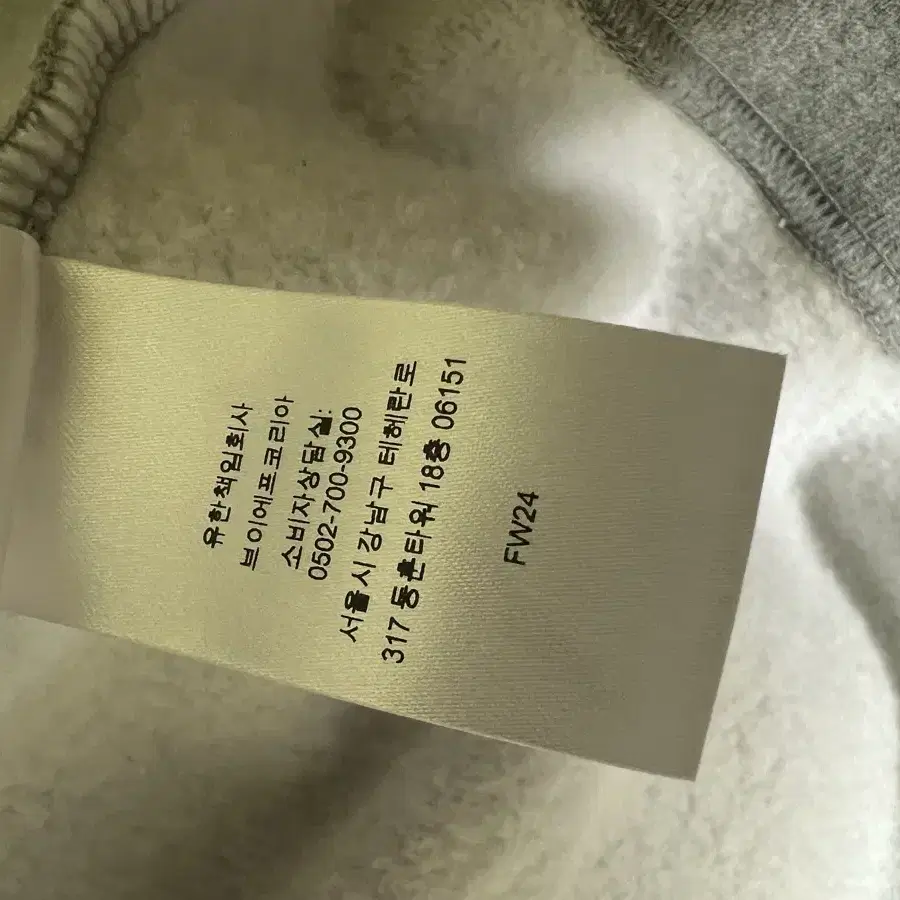 유한책임회사
브이에프코리아
소비자상담실:
0502-700-9300
서울시 강남구 테헤란로
317 동훈타워 18층 06151
FW24